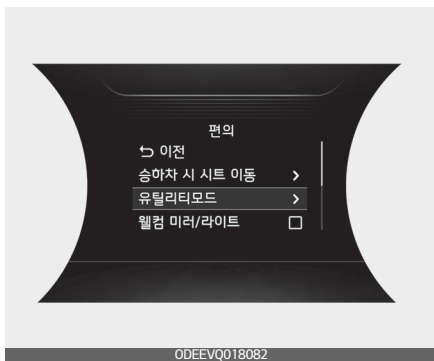 편의
이전
승하차 시 시트 이동
유틸리티모드
웰컴 미러/라이트
ODEEVQ018082